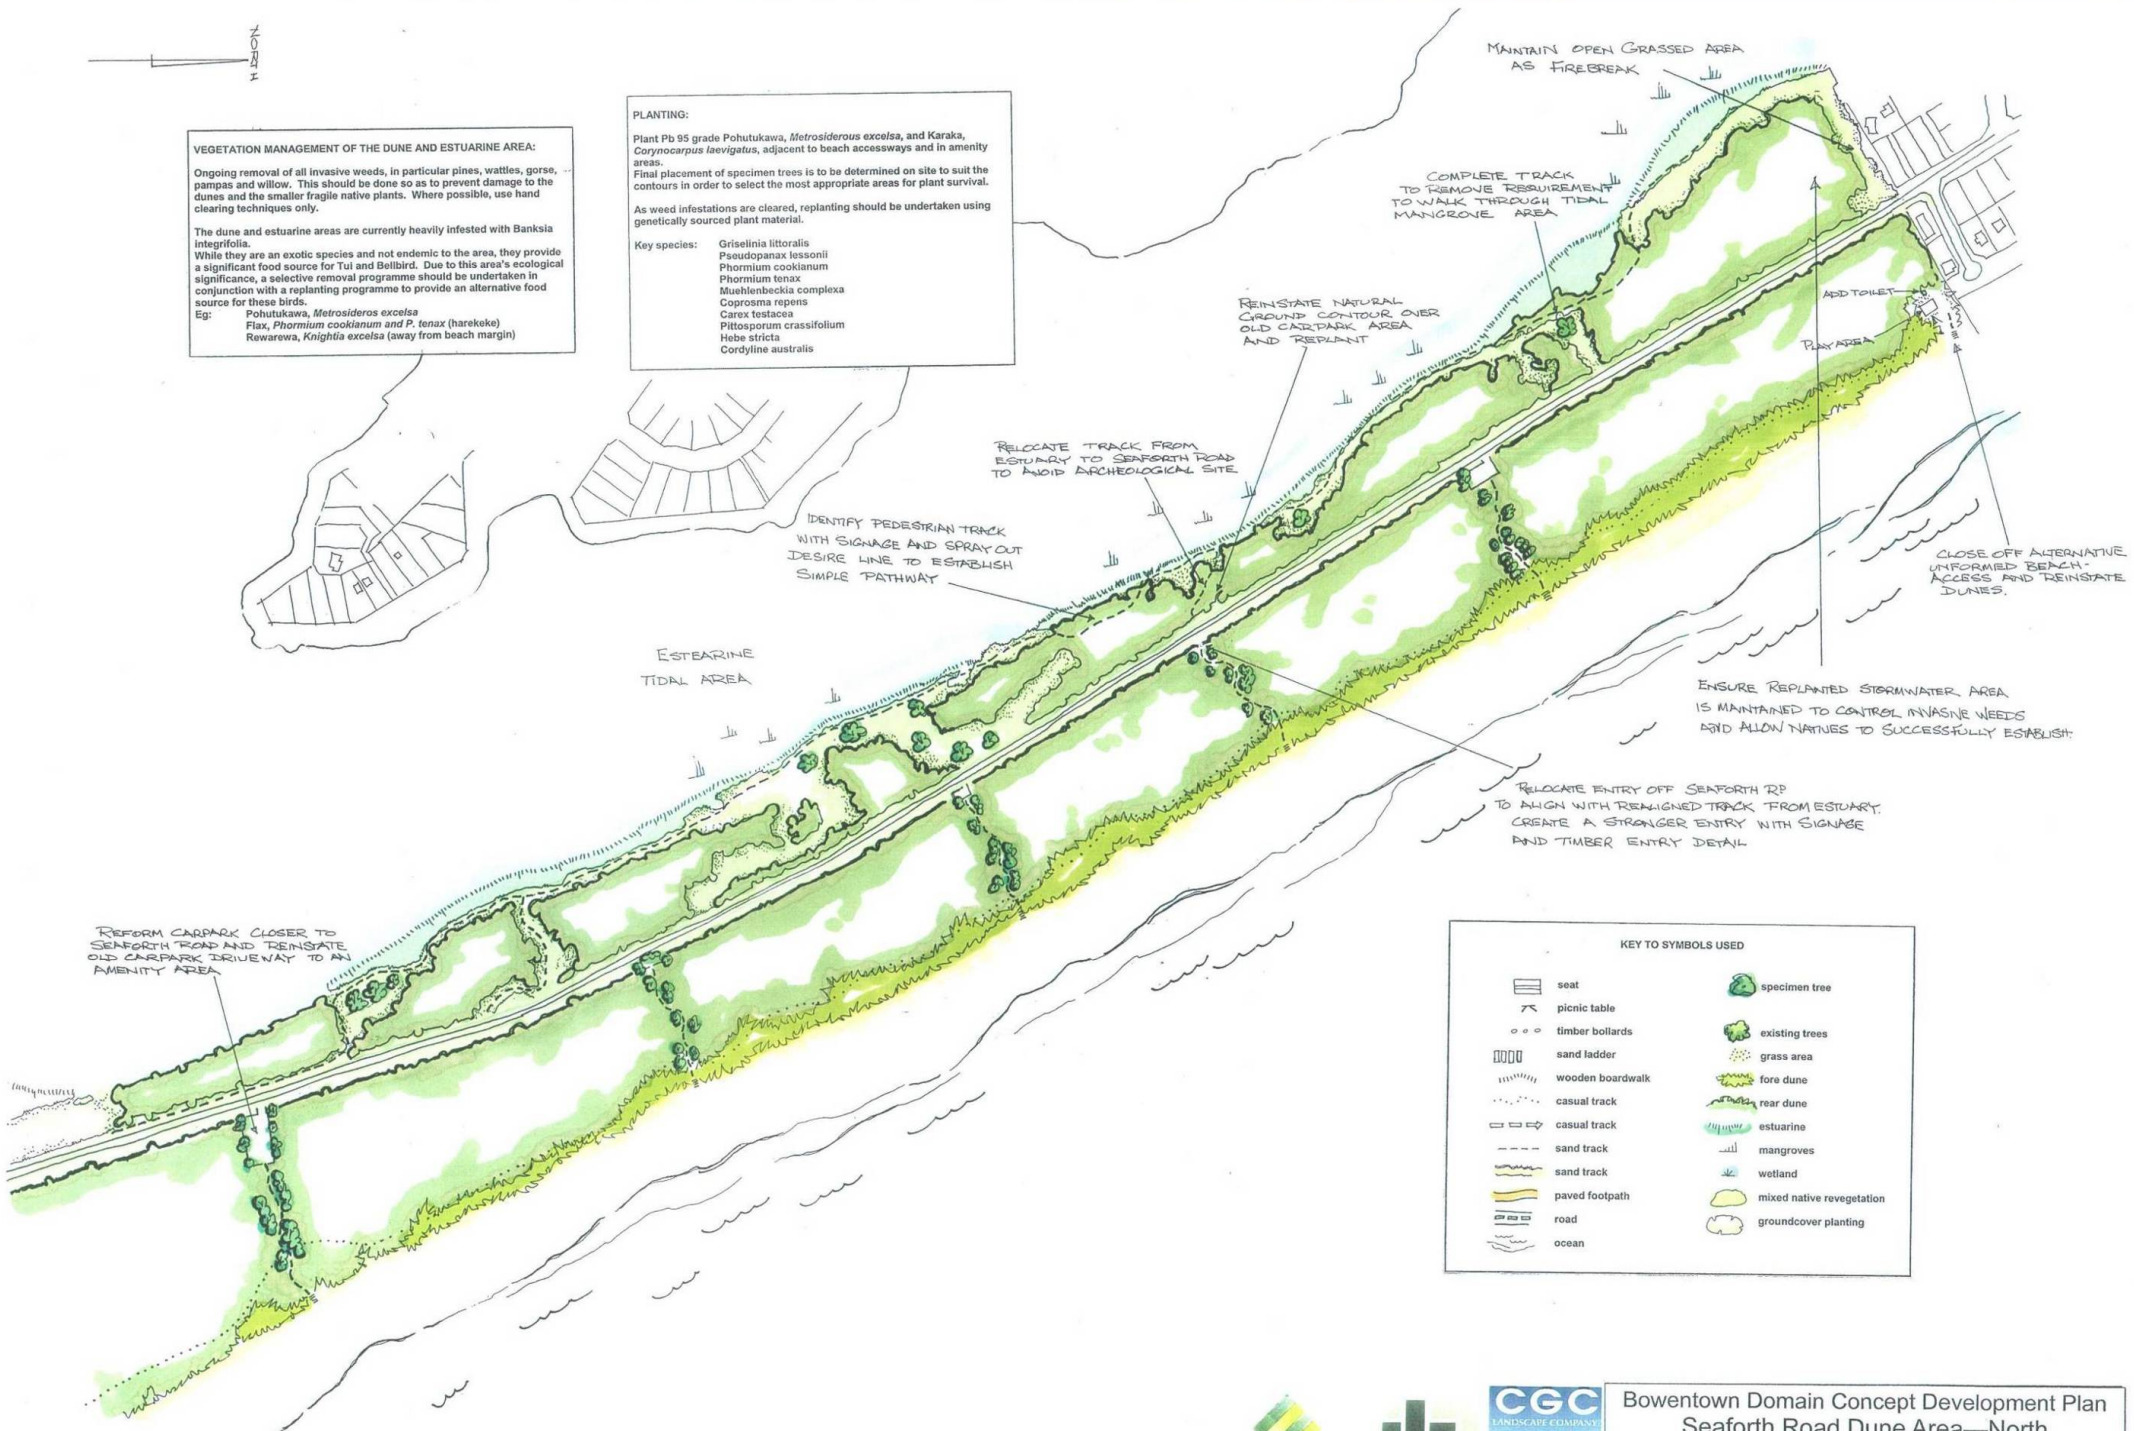 NORTH
MAINTAIN OPEN GRASSED AREA
AS FIREBREAK
VEGETATION MANAGEMENT OF THE DUNE AND ESTUARINE AREA:
Ongoing removal of all invasive weeds, in particular pines, wattles, gorse,
pampas and willow. This should be done so as to prevent damage to the
dunes and the smaller fragile native plants. Where possible, use hand
clearing techniques only.
The dune and estuarine areas are currently heavily infested with Banksia
integrifolia.
While they are an exotic species and not endemic to the area, they provide
a significant food source for Tui and Bellbird. Due to this area's ecological
significance, a selective removal programme should be undertaken in
conjunction with a replanting programme to provide an alternative food
source for these birds.
Eg: Pohutukawa, Metrosideros excelsa
Flax, Phormium cookianum and P. tenax (harekeke)
Rewarewa, Knightia excelsa (away from beach margin)
PLANTING:
Plant Pb 95 grade Pohutukawa, Metrosiderous excelsa, and Karaka,
Corynocarpus laevigatus, adjacent to beach accessways and in amenity
areas.
Final placement of specimen trees is to be determined on site to suit the
contours in order to select the most appropriate areas for plant survival.
As weed infestations are cleared, replanting should be undertaken using
genetically sourced plant material.
Key species: Griselinia littoralis
Pseudopanax lessonii
Phormium cookianum
Phormium tenax
Muehlenbeckia complexa
Coprosma repens
Carex testacea
Pittosporum crassifolium
Hebe stricta
Cordyline australis
COMPLETE TRACK
TO REMOVE REQUIREMENT
TO WALK THROUGH TIDAL
MANGROVE AREA
REINSTATE NATURAL
GROUND CONTOUR OVER
OLD CARPARK AREA
AND REPLANT
ADD TOILET
PLAY AREA
RELOCATE TRACK FROM
ESTUARY TO SEAFORTH ROAD
TO AVOID ARCHEOLOGICAL SITE
IDENTIFY PEDESTRIAN TRACK
WITH SIGNAGE AND SPRAY OUT
DESIRE LINE TO ESTABLISH
SIMPLE PATHWAY
CLOSE OFF ALTERNATIVE
UNFORMED BEACH-
ACCESS AND REINSTATE
DUNES.
ESTEARINE
TIDAL AREA
ENSURE REPLANTED STORMWATER AREA
IS MAINTAINED TO CONTROL INVASIVE WEEDS
AND ALLOW NATIVES TO SUCCESSFULLY ESTABLISH.
RELOCATE ENTRY OFF SEAFORTH RD
TO ALIGN WITH REALIGNED TRACK FROM ESTUARY.
CREATE A STRONGER ENTRY WITH SIGNAGE
AND TIMBER ENTRY DETAIL
REFORM CARPARK CLOSER TO
SEAFORTH ROAD AND REINSTATE
OLD CARPARK DRIVEWAY TO AN
AMENITY AREA
KEY TO SYMBOLS USED
seat
picnic table
timber bollards
sand ladder
wooden boardwalk
casual track
casual track
sand track
sand track
paved footpath
road
ocean
specimen tree
existing trees
grass area
fore dune
rear dune
estuarine
mangroves
wetland
mixed native revegetation
groundcover planting
CGC
LANDSCAPE COMPANY
Bowentown Domain Concept Development Plan
Seaforth Road Dune Area—North